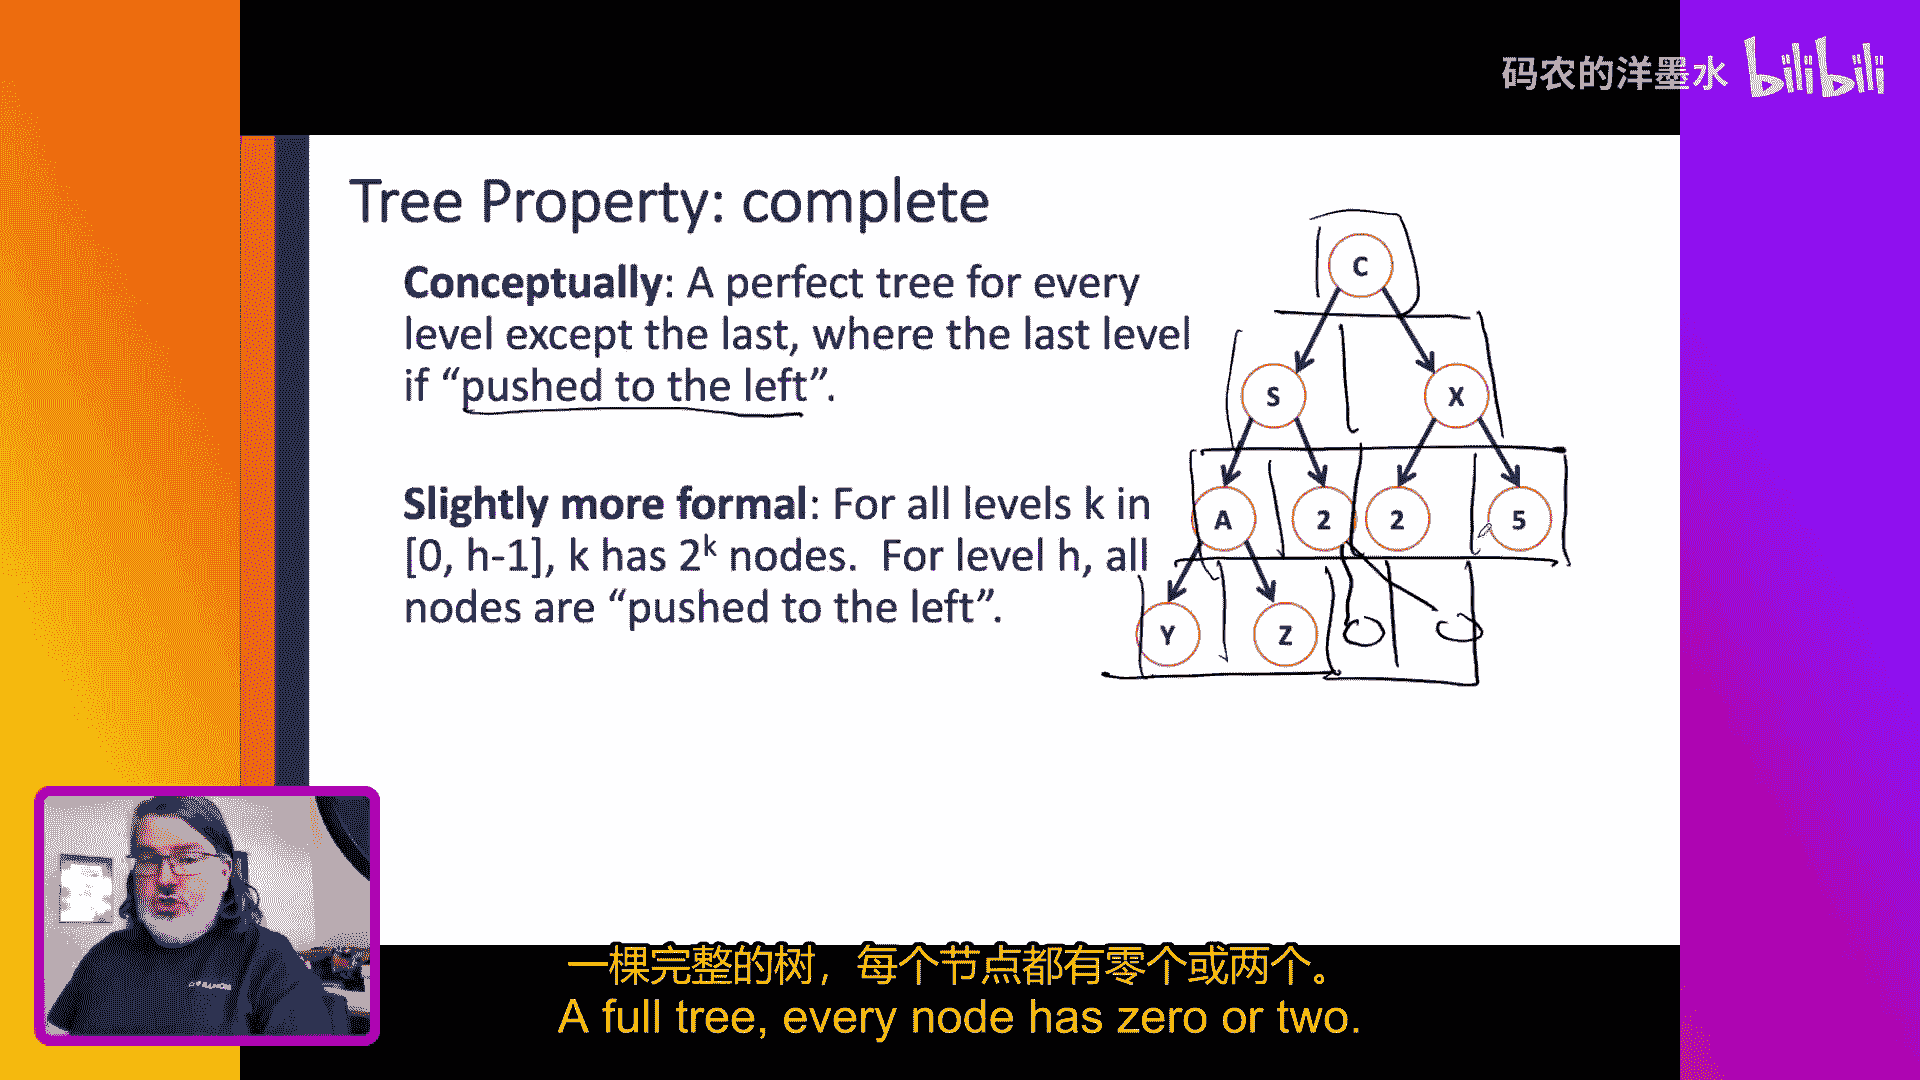 码农的洋墨水 bilibili
Tree Property: complete
Conceptually: A perfect tree for every
level except the last, where the last level
if “pushed to the left”.
Slightly more formal: For all levels k in
[0, h-1], k has 2ᵏ nodes. For level h, all
nodes are “pushed to the left”.
C
S X
A 2 2 5
Y Z
一棵完整的树，每个节点都有零个或两个。
A full tree, every node has zero or two.